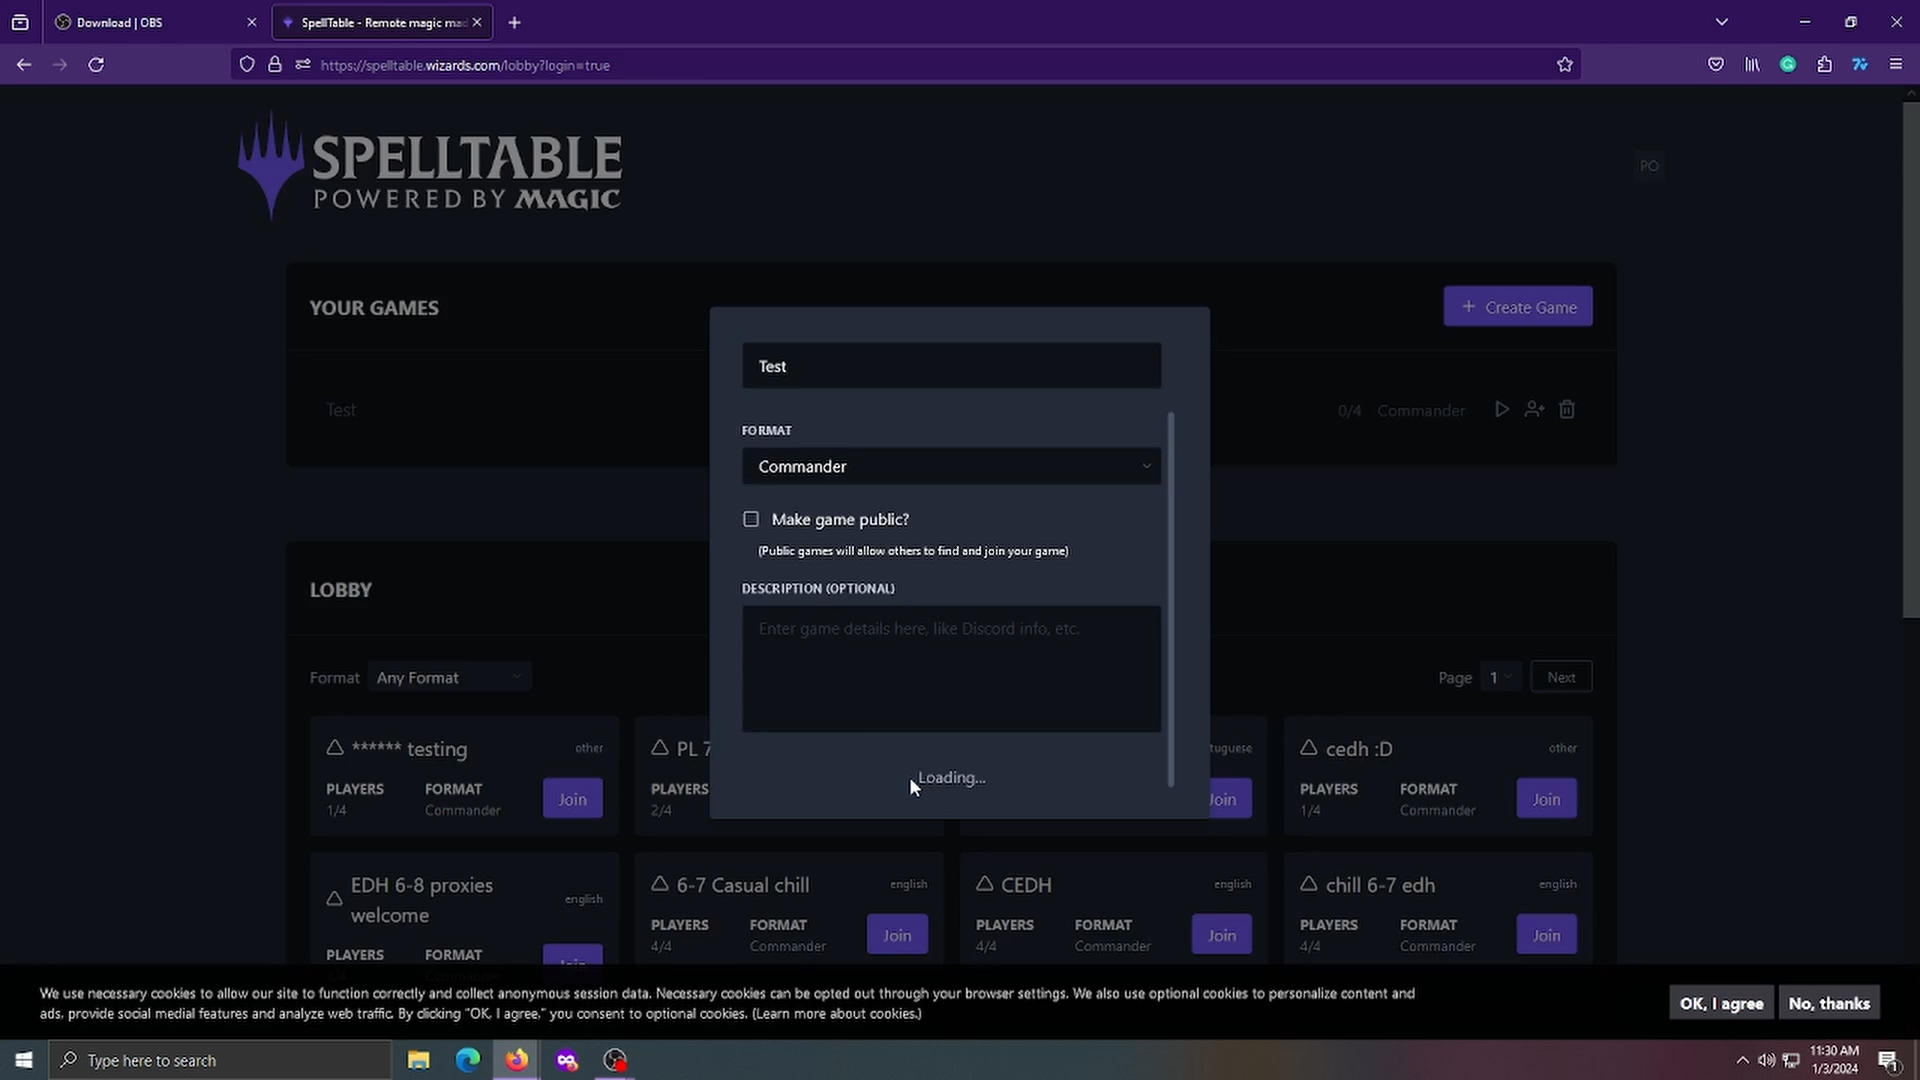 Download | OBS
SpellTable - Remote magic mad
https://spelltable.wizards.com/lobby?login=true
SPELLTABLE
POWERED BY MAGIC
PO
YOUR GAMES
+ Create Game
Test
0/4 Commander
Test
FORMAT
Commander
Make game public?
(Public games will allow others to find and join your game)
DESCRIPTION (OPTIONAL)
Enter game details here, like Discord info, etc.
Loading...
LOBBY
Format Any Format
Page 1 Next
****** testing other
PLAYERS FORMAT
1/4 Commander
Join
PL 7
PLAYERS
2/4
tuguese
Join
cedh :D other
PLAYERS FORMAT
1/4 Commander
Join
EDH 6-8 proxies
welcome
english
PLAYERS FORMAT
6-7 Casual chill english
PLAYERS FORMAT
4/4 Commander
Join
CEDH english
PLAYERS FORMAT
4/4 Commander
Join
chill 6-7 edh english
PLAYERS FORMAT
4/4 Commander
Join
We use necessary cookies to allow our site to function correctly and collect anonymous session data. Necessary cookies can be opted out through your browser settings. We also use optional cookies to personalize content and
ads, provide social medial features and analyze web traffic. By clicking "OK, I agree," you consent to optional cookies. (Learn more about cookies.)
OK, I agree
No, thanks
Type here to search
11:30 AM
1/3/2024
1